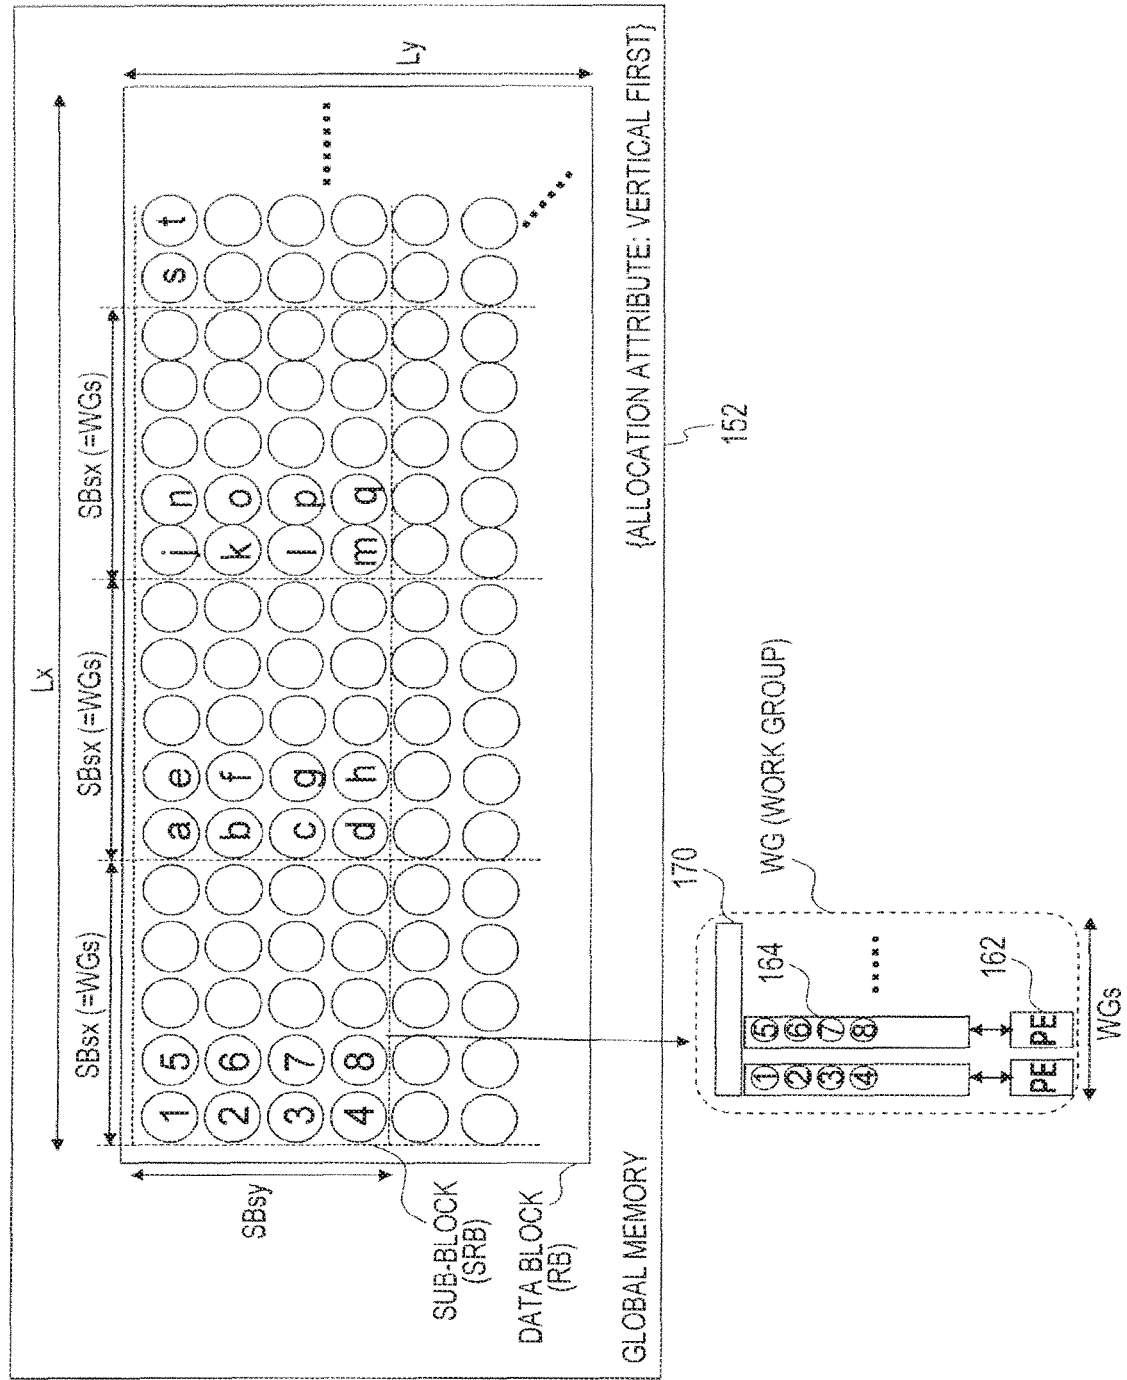 Lx
SBsx (=WGs)
SBsx (=WGs)
SBsx (=WGs)
1 5 a e j n s t
2 6 b f k o
SBsy
3 7 c g l p
4 8 d h m q
Ly
SUB-BLOCK
(SRB)
DATA BLOCK
(RB)
GLOBAL MEMORY
{ALLOCATION ATTRIBUTE: VERTICAL FIRST}
152
170
WG (WORK GROUP)
164
① ⑤
② ⑥
③ ⑦
④ ⑧
162
PE PE
WGs